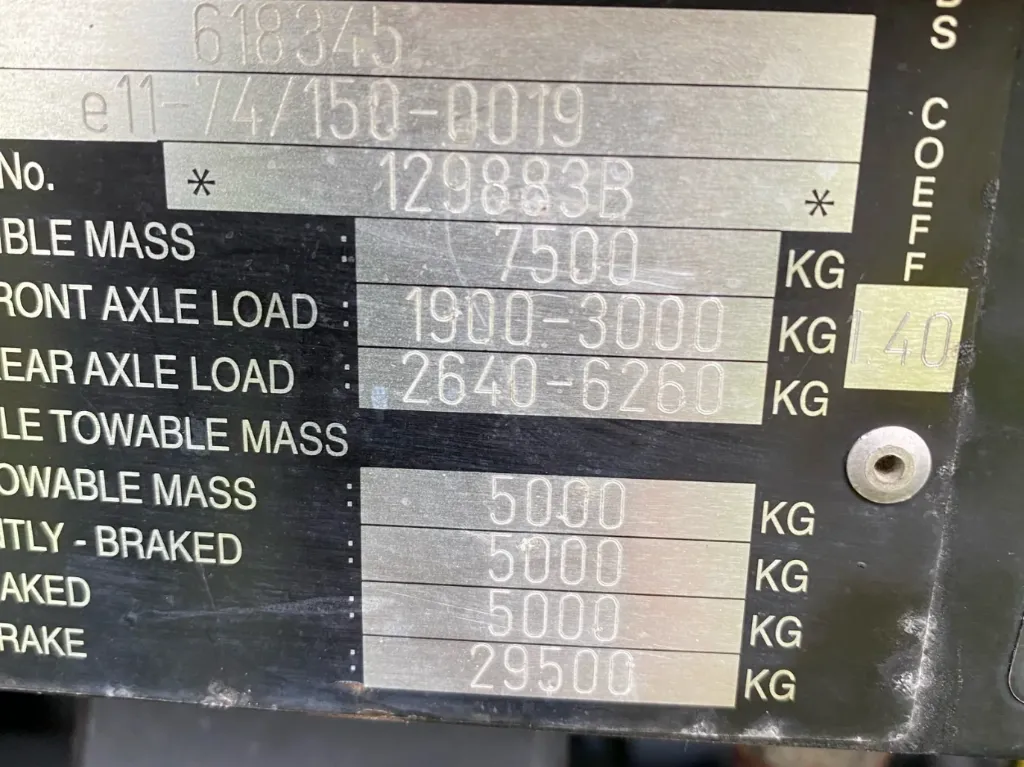 618345
e11-74/150-0019
No. * 129883B *
IBLE MASS : 7500 KG
RONT AXLE LOAD : 1900-3000 KG 1.40
EAR AXLE LOAD : 2640-6260 KG
LE TOWABLE MASS
OWABLE MASS : 5000 KG
NTLY - BRAKED : 5000 KG
AKED : 5000 KG
RAKE : 29500 KG
S COEFF